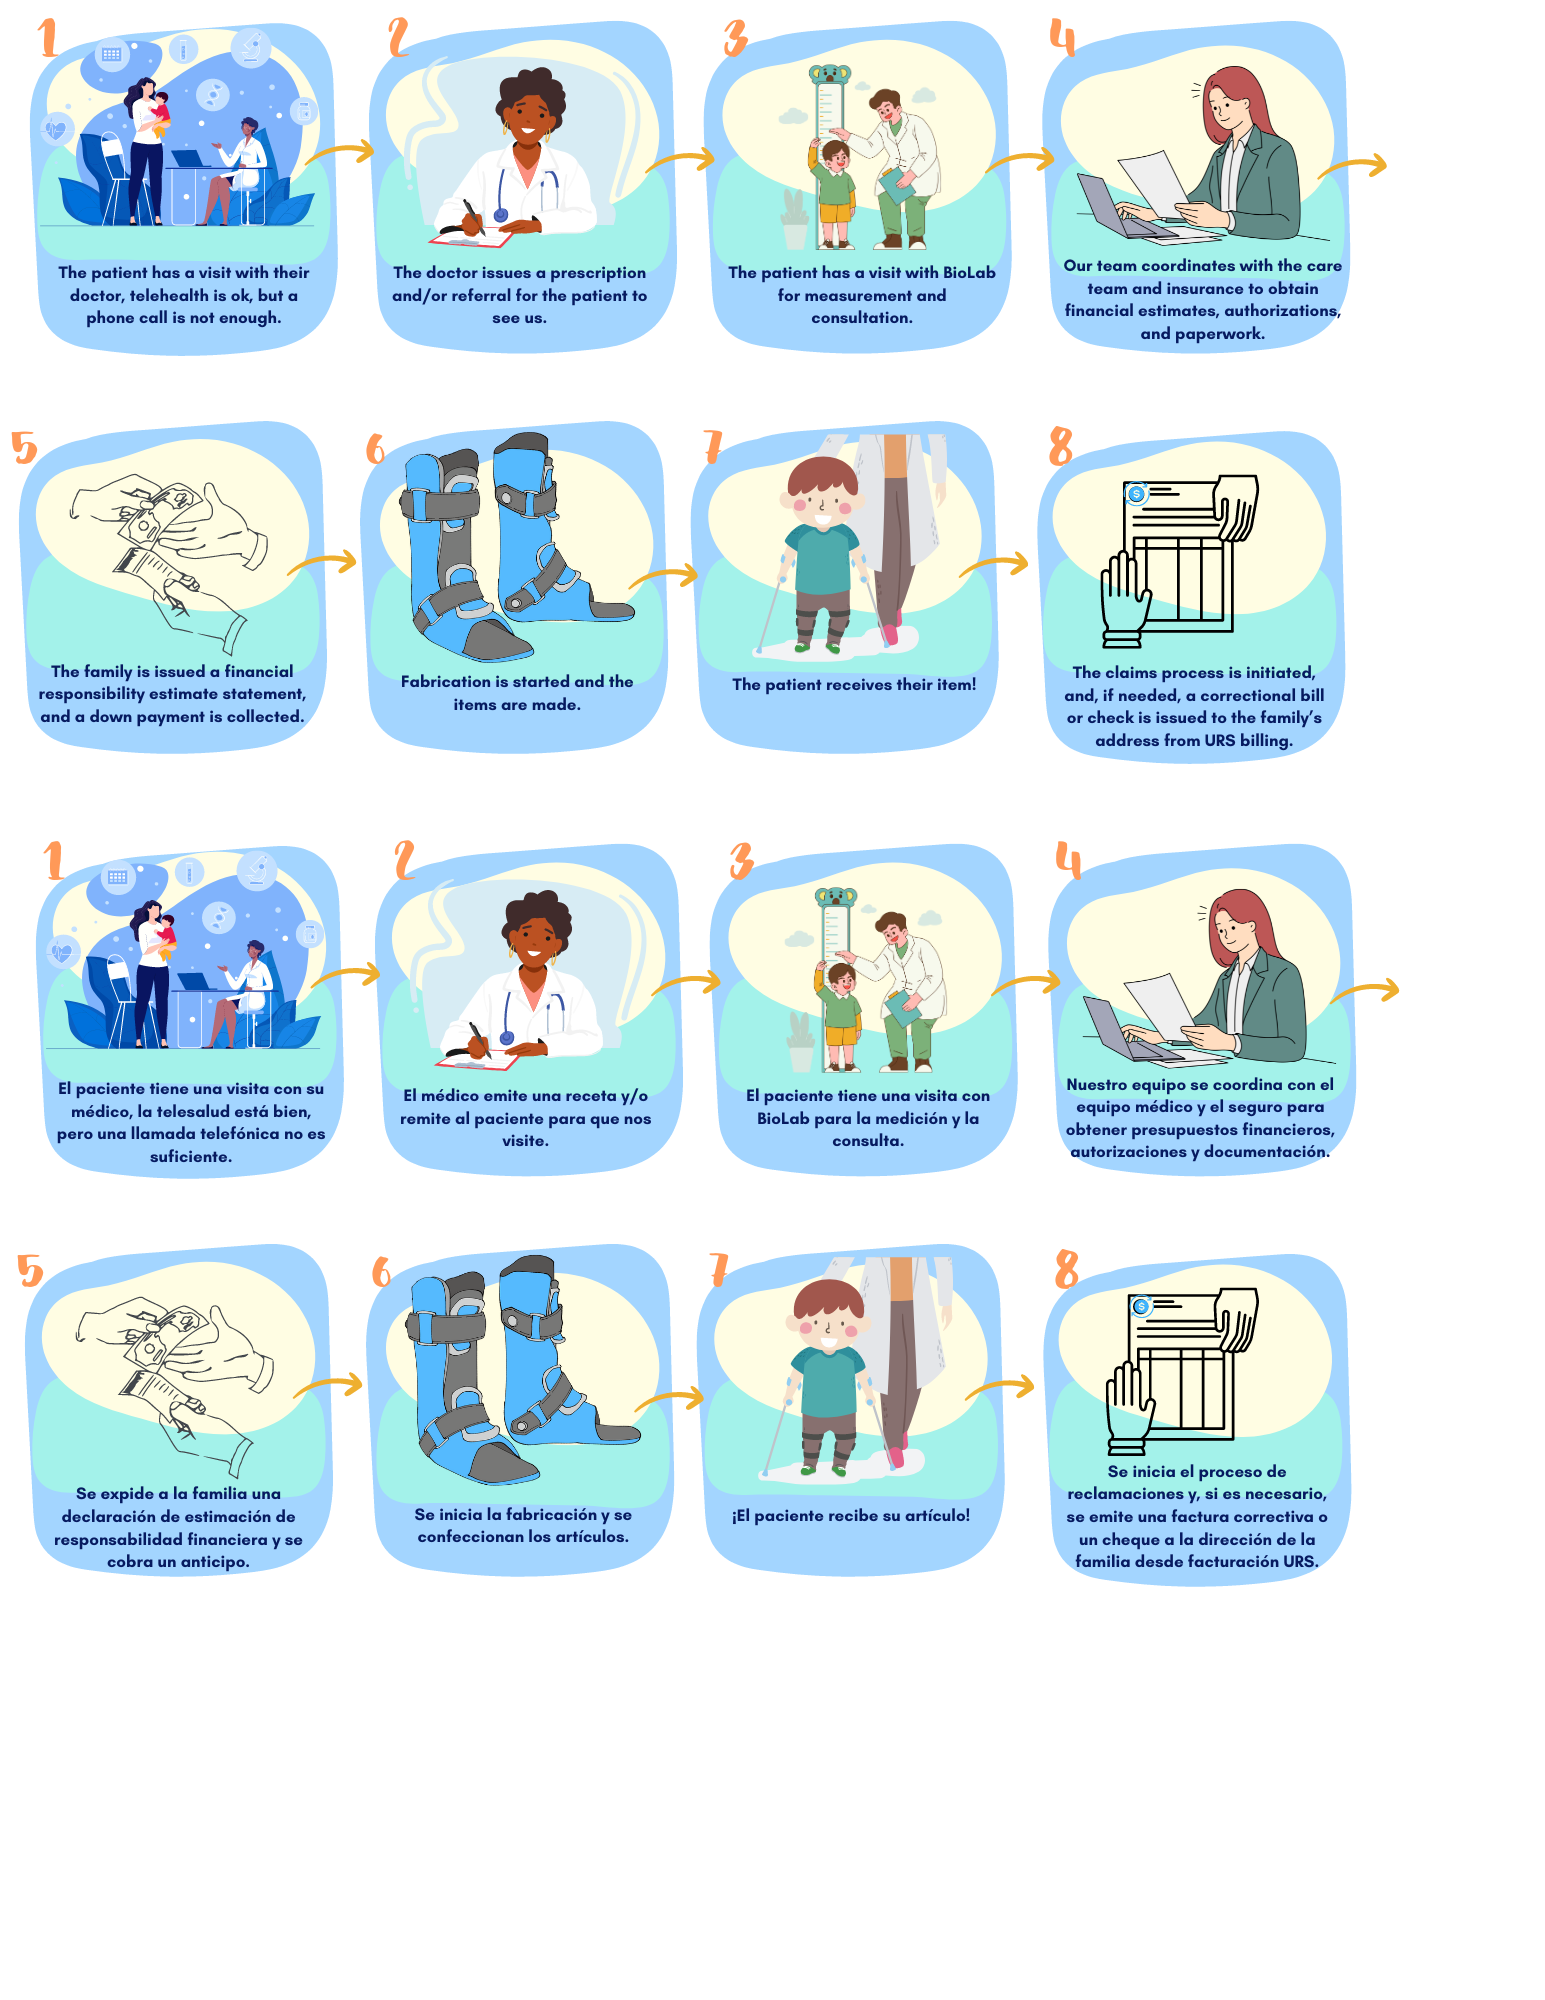 1
The patient has a visit with their
doctor, telehealth is ok, but a
phone call is not enough.
2
The doctor issues a prescription
and/or referral for the patient to
see us.
3
The patient has a visit with BioLab
for measurement and
consultation.
4
Our team coordinates with the care
team and insurance to obtain
financial estimates, authorizations,
and paperwork.
5
The family is issued a financial
responsibility estimate statement,
and a down payment is collected.
6
Fabrication is started and the
items are made.
7
The patient receives their item!
8
$
The claims process is initiated,
and, if needed, a correctional bill
or check is issued to the family’s
address from URS billing.
1
El paciente tiene una visita con su
médico, la telesalud está bien,
pero una llamada telefónica no es
suficiente.
2
El médico emite una receta y/o
remite al paciente para que nos
visite.
3
El paciente tiene una visita con
BioLab para la medición y la
consulta.
4
Nuestro equipo se coordina con el
equipo médico y el seguro para
obtener presupuestos financieros,
autorizaciones y documentación.
5
Se expide a la familia una
declaración de estimación de
responsabilidad financiera y se
cobra un anticipo.
6
Se inicia la fabricación y se
confeccionan los artículos.
7
¡El paciente recibe su artículo!
8
$
Se inicia el proceso de
reclamaciones y, si es necesario,
se emite una factura correctiva o
un cheque a la dirección de la
familia desde facturación URS.